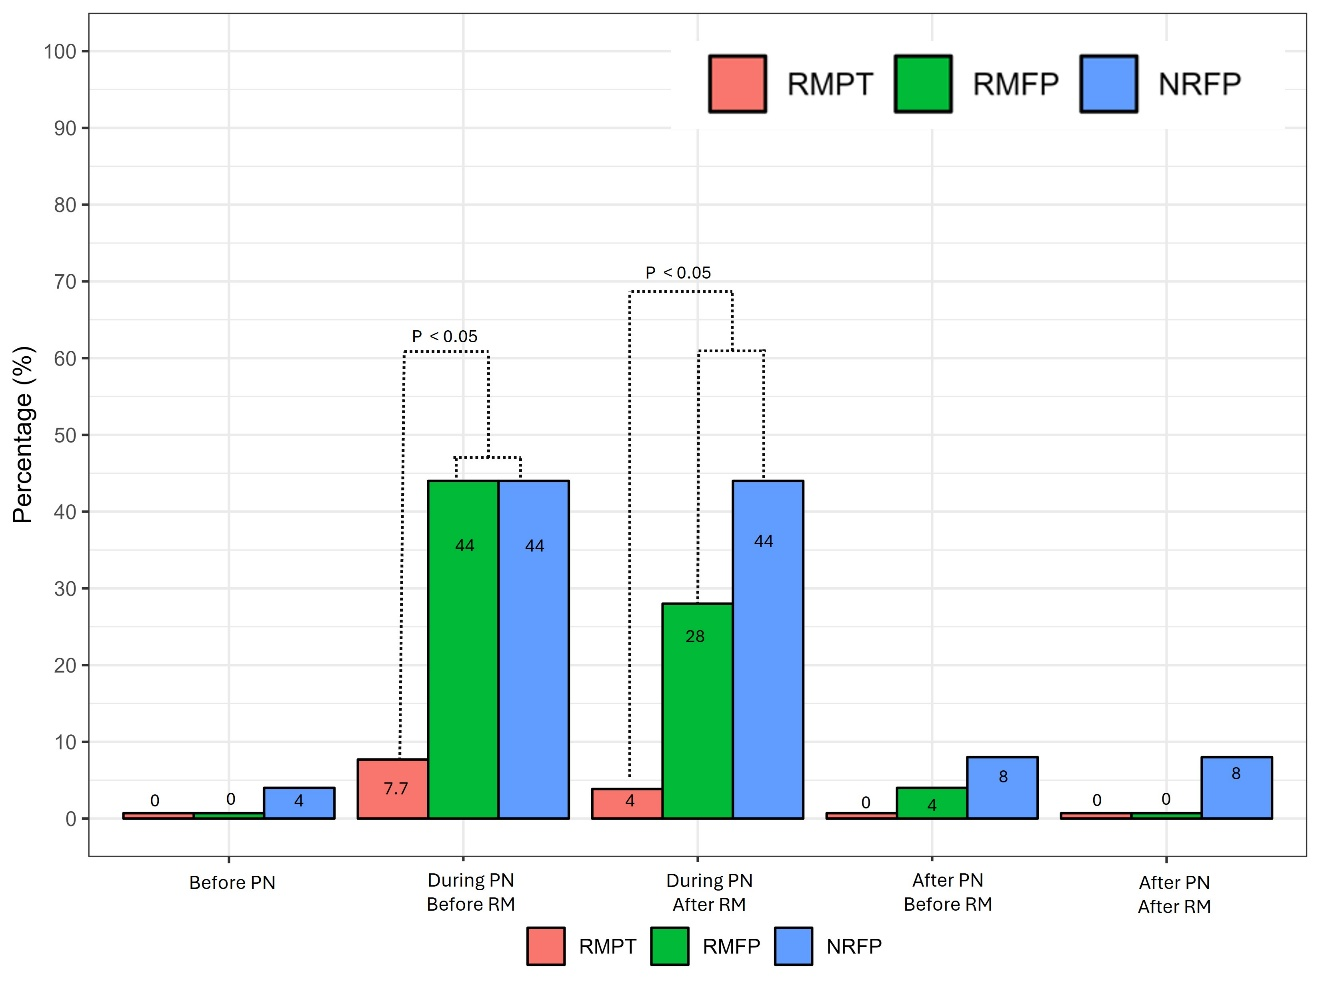 RMPT RMFP NRFP
Percentage (%)
100
90
80
70
60
50
40
30
20
10
0
P < 0.05
P < 0.05
0 0 4
7.7 44 44
4 28 44
0 4 8
0 0 8
Before PN
During PN
Before RM
During PN
After RM
After PN
Before RM
After PN
After RM
RMPT RMFP NRFP